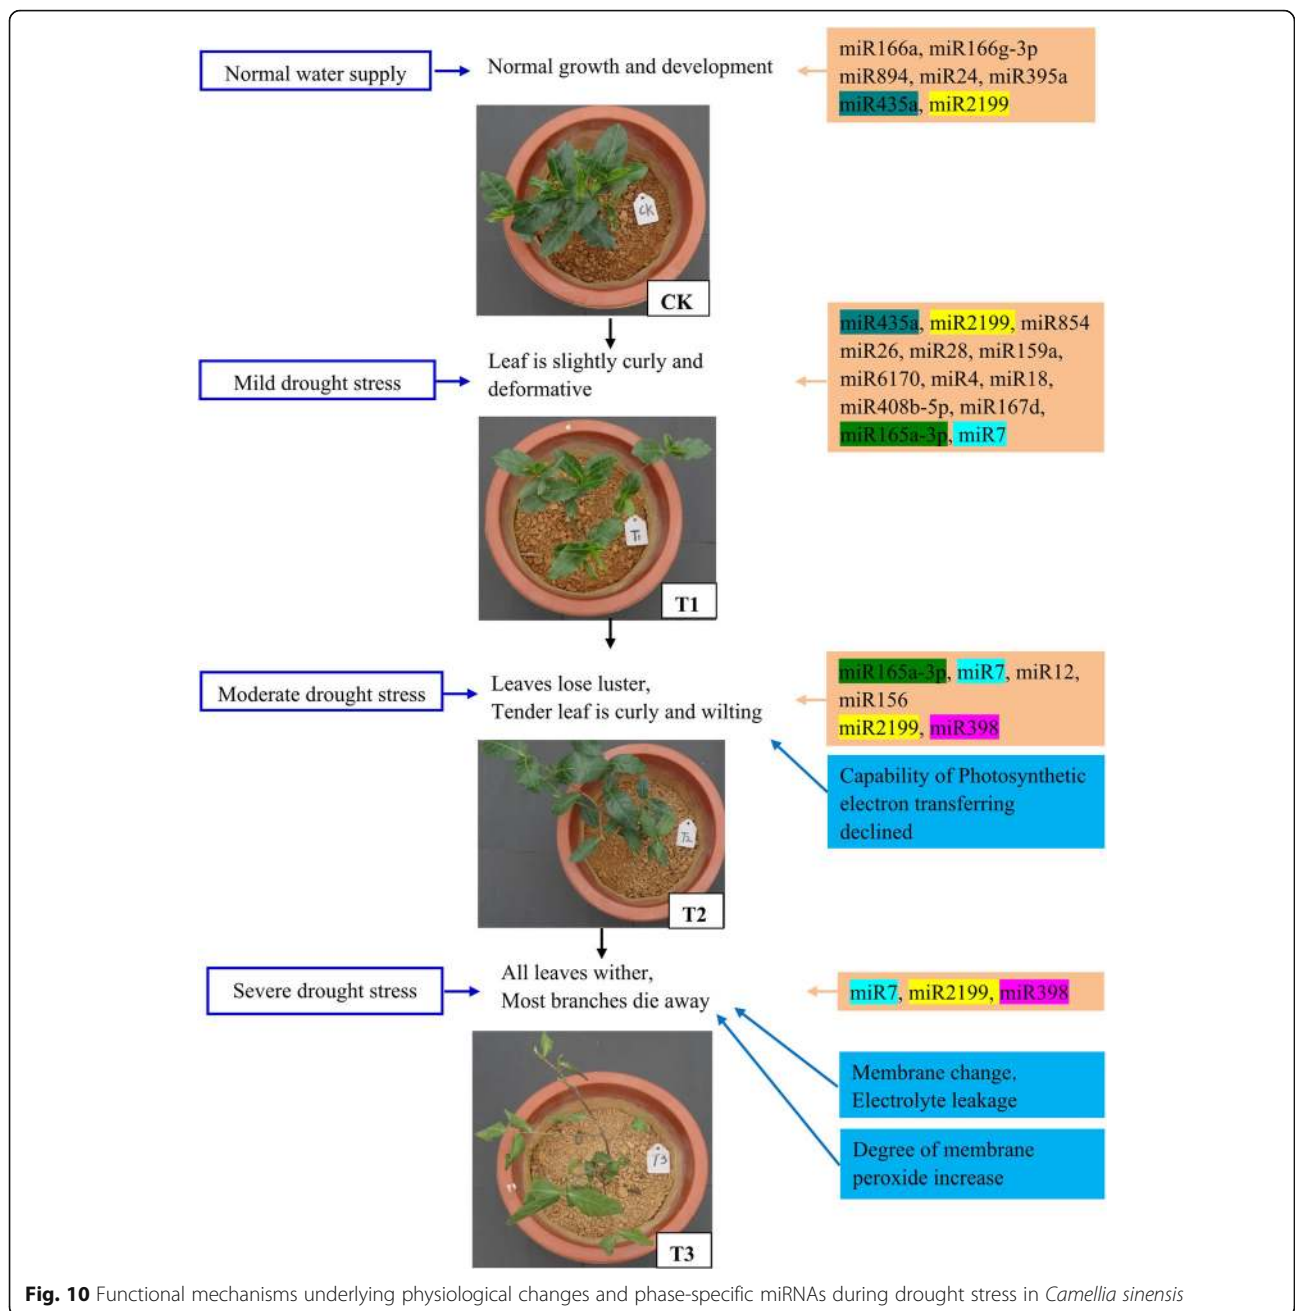 Normal water supply
Normal growth and development
miR166a, miR166g-3p
miR894, miR24, miR395a
miR435a, miR2199
CK
CK
Mild drought stress
Leaf is slightly curly and
deformative
miR435a, miR2199, miR854
miR26, miR28, miR159a,
miR6170, miR4, miR18,
miR408b-5p, miR167d,
miR165a-3p, miR7
T1
T1
Moderate drought stress
Leaves lose luster,
Tender leaf is curly and wilting
miR165a-3p, miR7, miR12,
miR156
miR2199, miR398
Capability of Photosynthetic
electron transferring
declined
T2
T2
Severe drought stress
All leaves wither,
Most branches die away
miR7, miR2199, miR398
Membrane change,
Electrolyte leakage
Degree of membrane
peroxide increase
T3
T3
Fig. 10 Functional mechanisms underlying physiological changes and phase-specific miRNAs during drought stress in Camellia sinensis